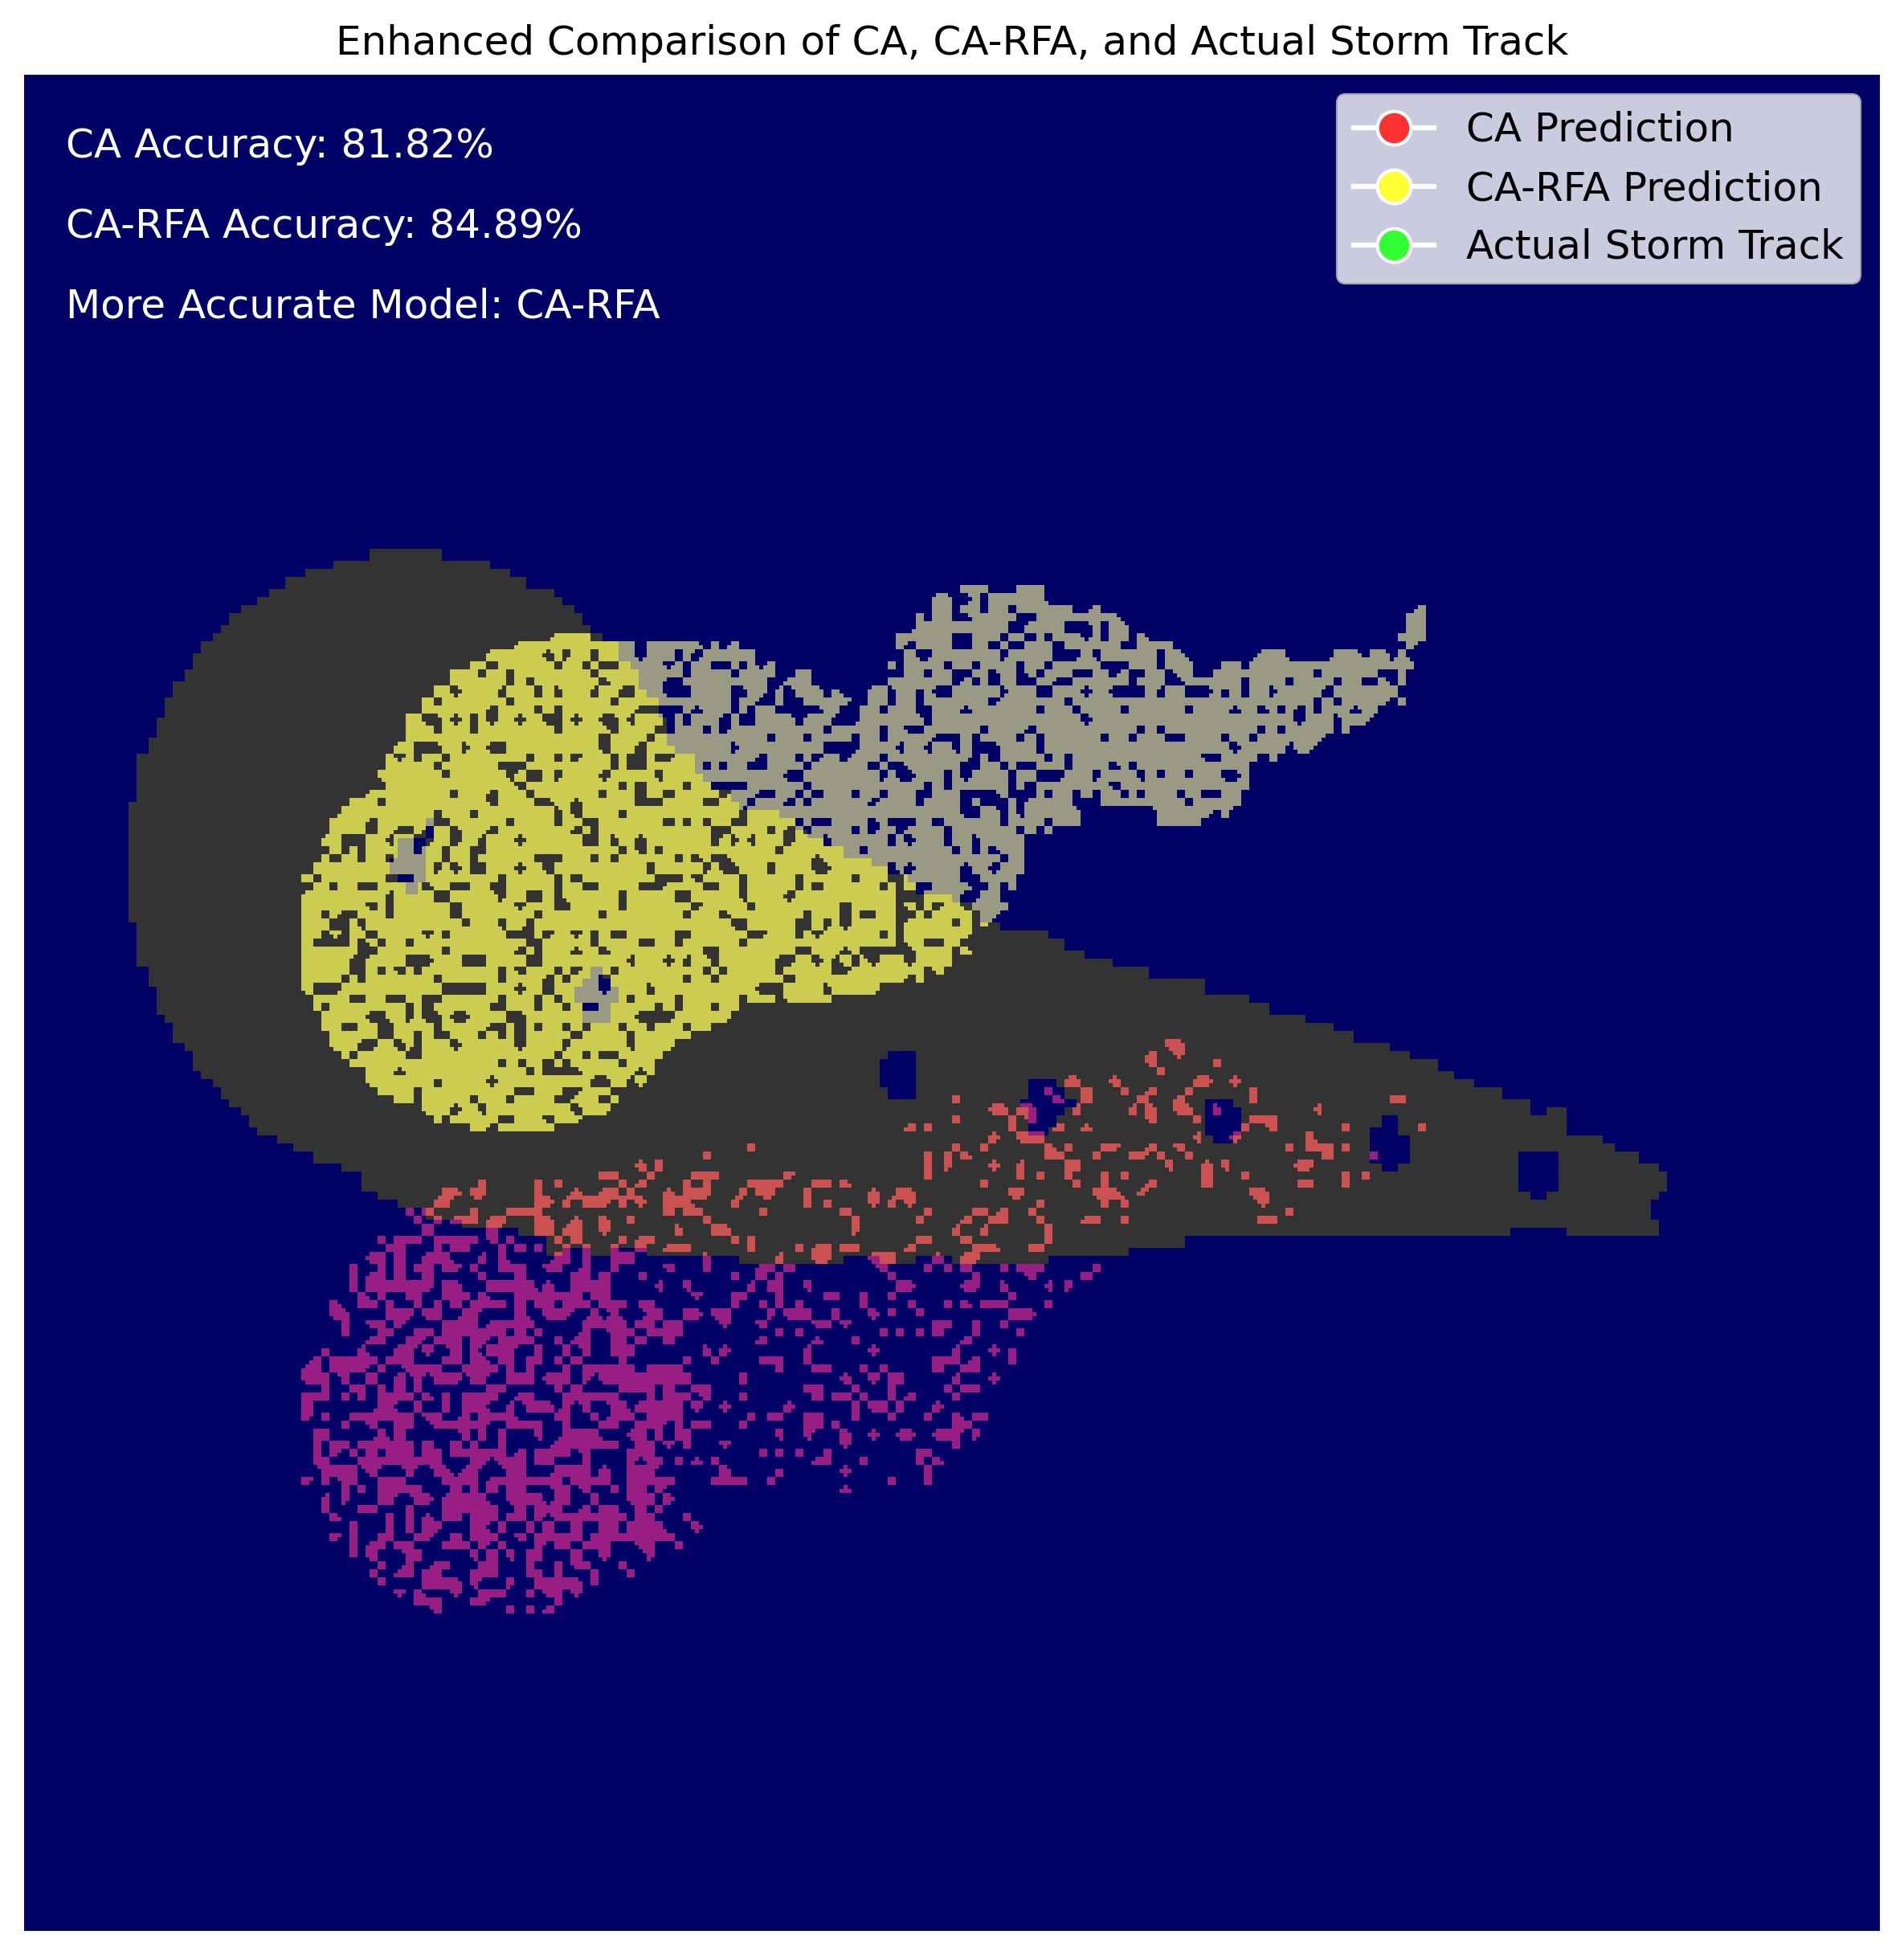 Enhanced Comparison of CA, CA-RFA, and Actual Storm Track
CA Accuracy: 81.82%
CA-RFA Accuracy: 84.89%
More Accurate Model: CA-RFA
CA Prediction
CA-RFA Prediction
Actual Storm Track